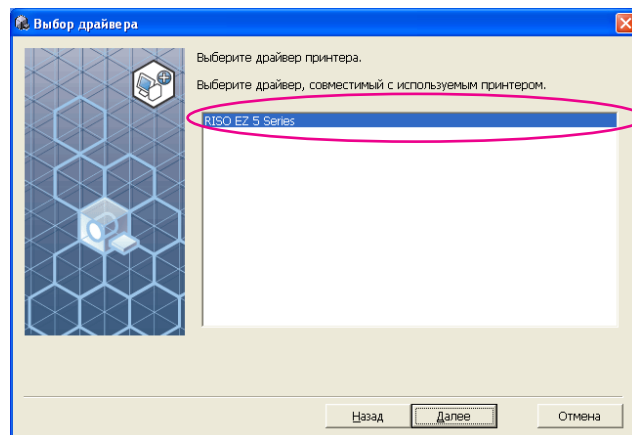 Выбор драйвера
Выберите драйвер принтера.
Выберите драйвер, совместимый с используемым принтером.
RISO EZ 5 Series
Назад
Далее
Отмена